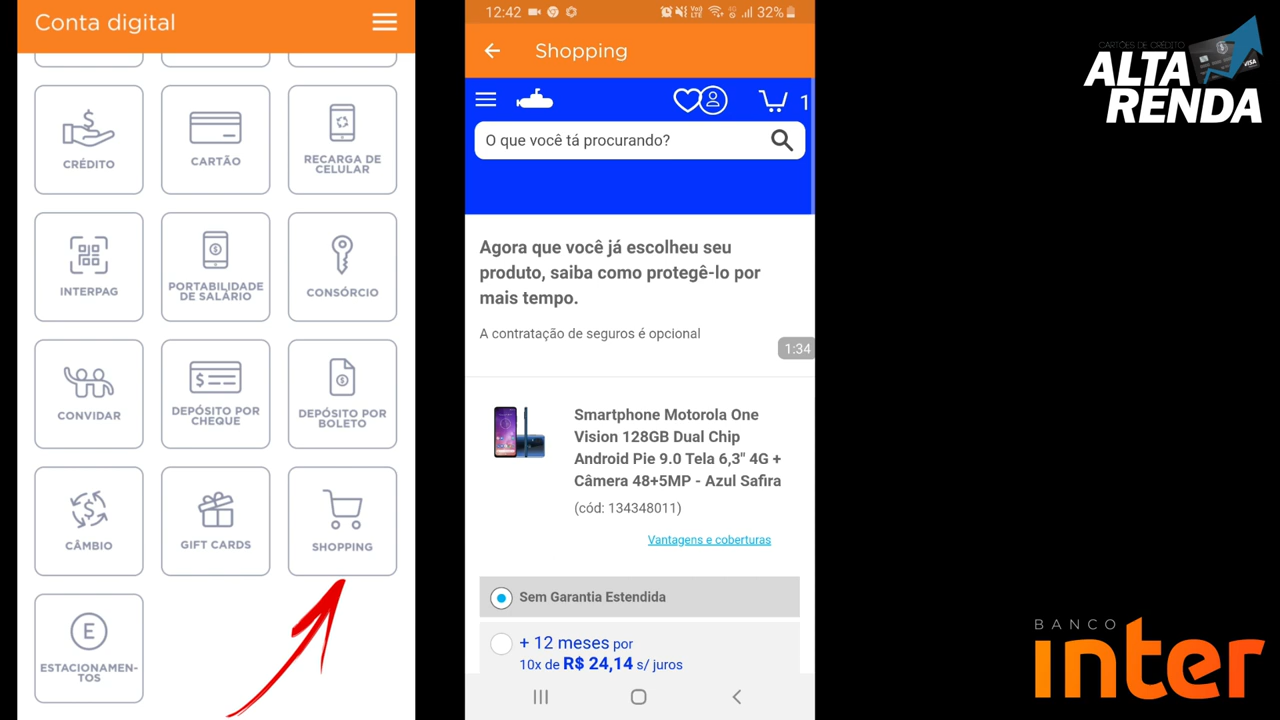 Conta digital
CRÉDITO
CARTÃO
RECARGA DE
CELULAR
INTERPAG
PORTABILIDADE
DE SALÁRIO
CONSÓRCIO
CONVIDAR
DEPÓSITO POR
CHEQUE
DEPÓSITO POR
BOLETO
CÂMBIO
GIFT CARDS
SHOPPING
E
ESTACIONAMEN-
TOS
12:42
32%
Shopping
1
O que você tá procurando?
Agora que você já escolheu seu
produto, saiba como protegê-lo por
mais tempo.
A contratação de seguros é opcional
1:34
Smartphone Motorola One
Vision 128GB Dual Chip
Android Pie 9.0 Tela 6,3" 4G +
Câmera 48+5MP - Azul Safira
(cód: 134348011)
Vantagens e coberturas
Sem Garantia Estendida
+ 12 meses por
10x de R$ 24,14 s/ juros
CARTÕES DE CRÉDITO
ALTA
RENDA
VISA
BANCO
inter